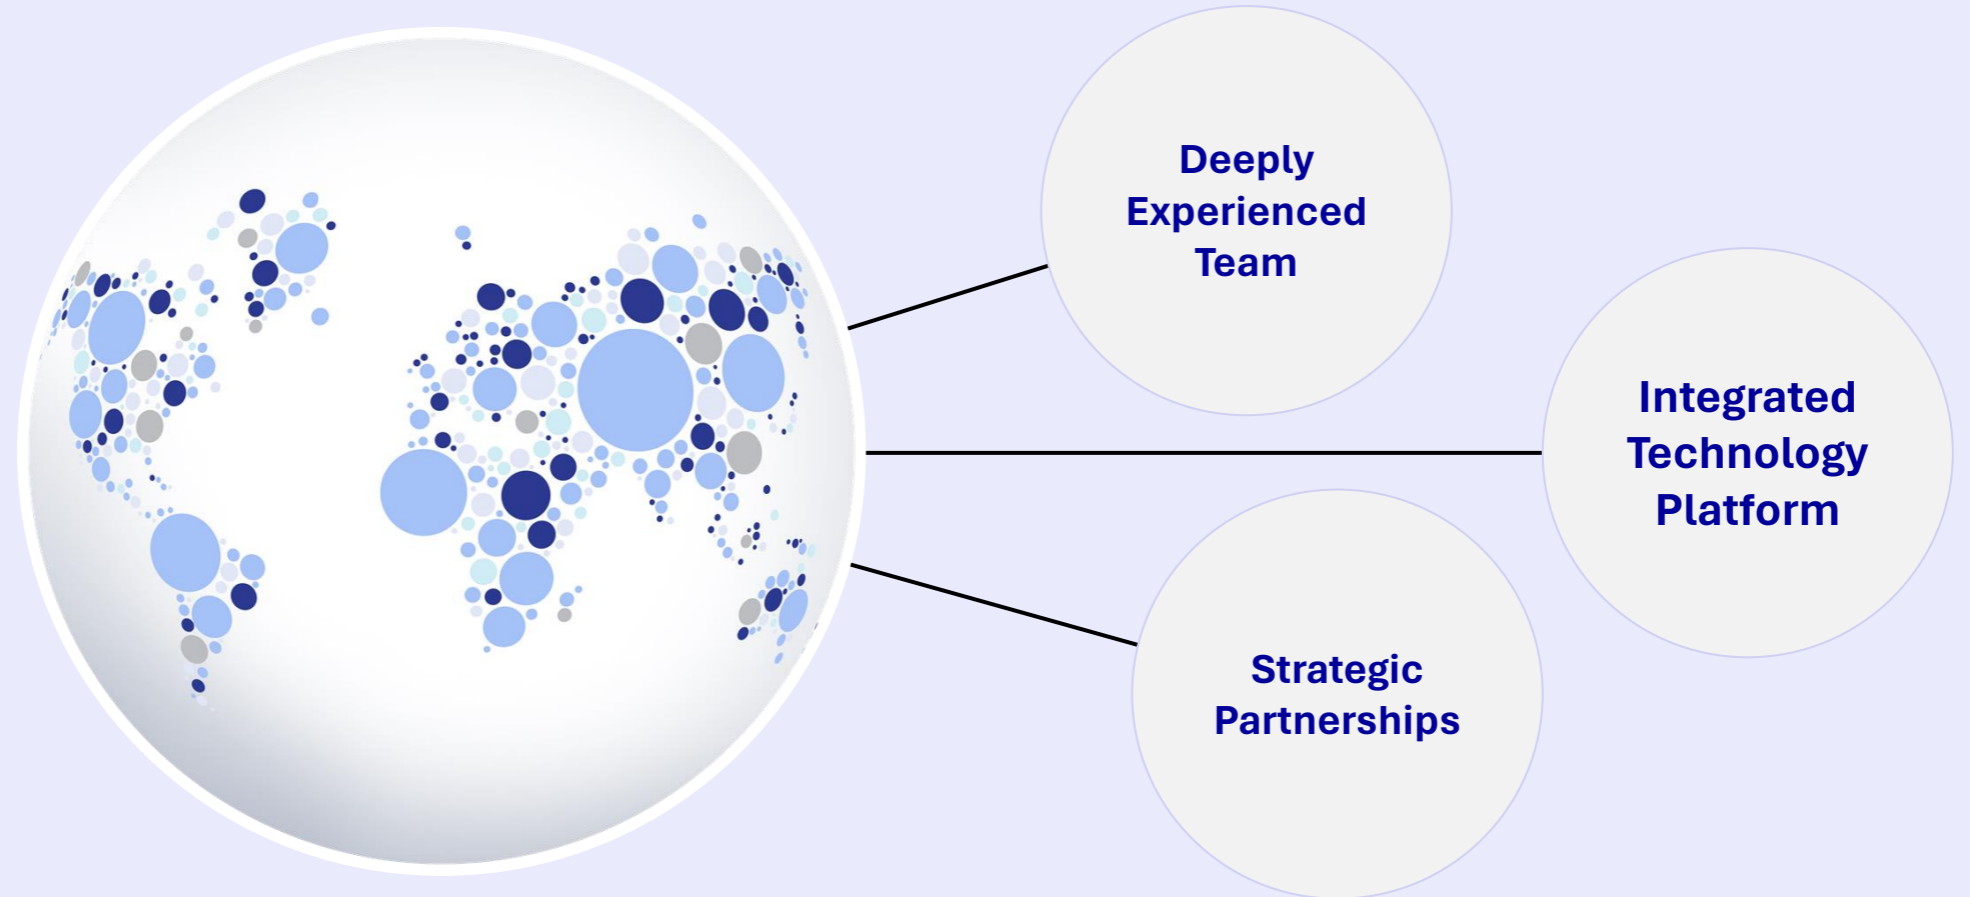 Deeply
Experienced
Team
Integrated
Technology
Platform
Strategic
Partnerships